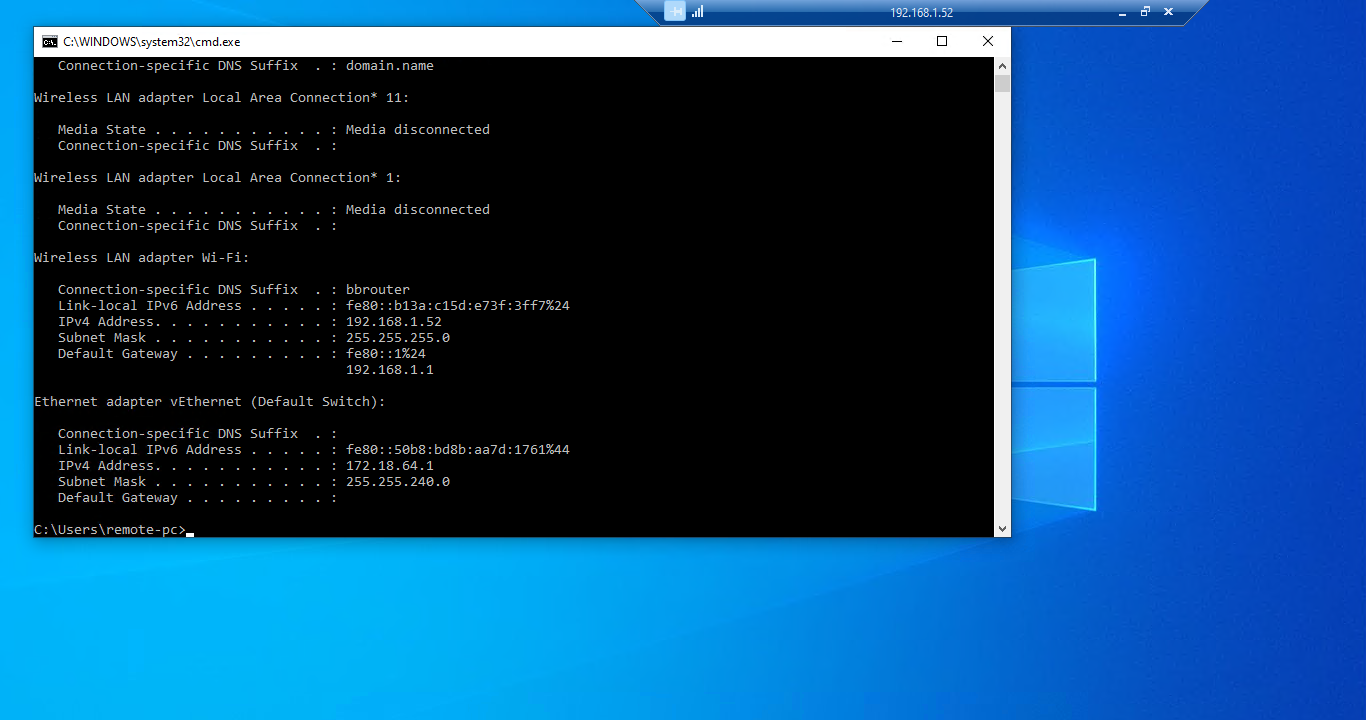 192.168.1.52
C:\WINDOWS\system32\cmd.exe
Connection-specific DNS Suffix  . : domain.name
Wireless LAN adapter Local Area Connection* 11:
Media State . . . . . . . . . . . : Media disconnected
Connection-specific DNS Suffix  . :
Wireless LAN adapter Local Area Connection* 1:
Media State . . . . . . . . . . . : Media disconnected
Connection-specific DNS Suffix  . :
Wireless LAN adapter Wi-Fi:
Connection-specific DNS Suffix  . : bbrouter
Link-local IPv6 Address . . . . . : fe80::b13a:c15d:e73f:3ff7%24
IPv4 Address. . . . . . . . . . . : 192.168.1.52
Subnet Mask . . . . . . . . . . . : 255.255.255.0
Default Gateway . . . . . . . . . : fe80::1%24
192.168.1.1
Ethernet adapter vEthernet (Default Switch):
Connection-specific DNS Suffix  . :
Link-local IPv6 Address . . . . . : fe80::50b8:bd8b:aa7d:1761%44
IPv4 Address. . . . . . . . . . . : 172.18.64.1
Subnet Mask . . . . . . . . . . . : 255.255.240.0
Default Gateway . . . . . . . . . :
C:\Users\remote-pc>